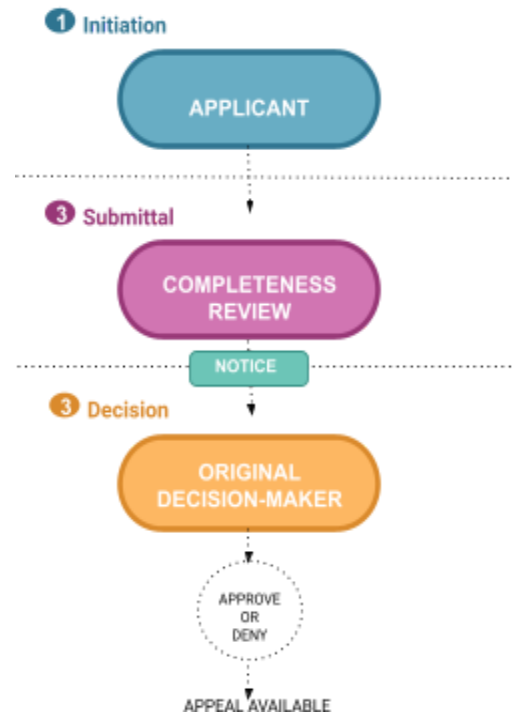 1 Initiation
APPLICANT
3 Submittal
COMPLETENESS
REVIEW
NOTICE
3 Decision
ORIGINAL
DECISION-MAKER
APPROVE
OR
DENY
APPEAL AVAILABLE